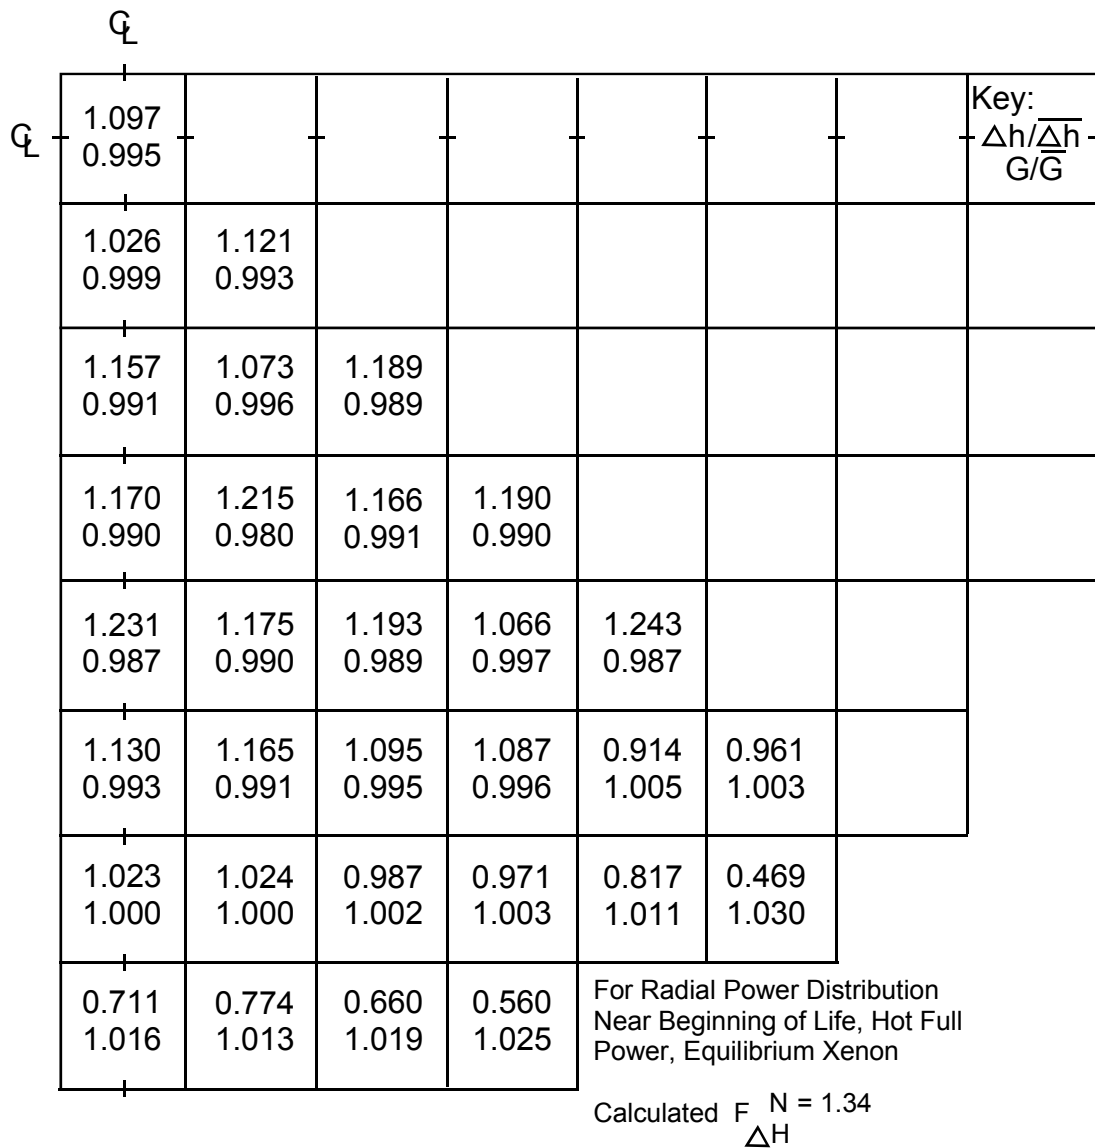 ℄
Key:
℄
1.097
△h/△h̅
0.995
G/G̅
1.026 1.121
0.999 0.993
1.157 1.073 1.189
0.991 0.996 0.989
1.170 1.215 1.166 1.190
0.990 0.980 0.991 0.990
1.231 1.175 1.193 1.066 1.243
0.987 0.990 0.989 0.997 0.987
1.130 1.165 1.095 1.087 0.914 0.961
0.993 0.991 0.995 0.996 1.005 1.003
1.023 1.024 0.987 0.971 0.817 0.469
1.000 1.000 1.002 1.003 1.011 1.030
0.711 0.774 0.660 0.560
1.016 1.013 1.019 1.025
For Radial Power Distribution
Near Beginning of Life, Hot Full
Power, Equilibrium Xenon
Calculated F N = 1.34
△H